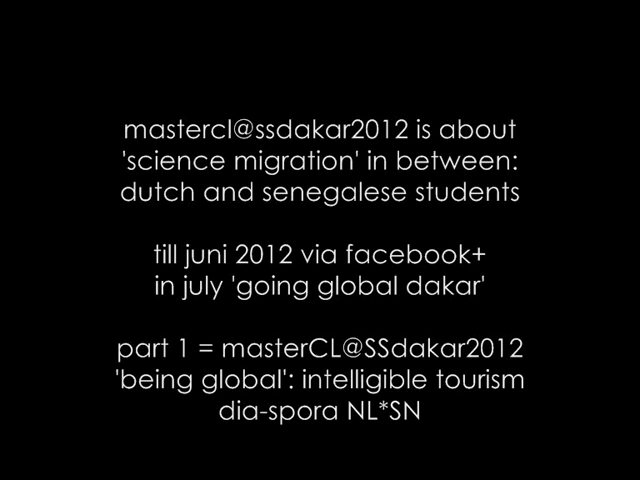 mastercl@ssdakar2012 is about
'science migration' in between:
dutch and senegalese students
till juni 2012 via facebook+
in july 'going global dakar'
part 1 = masterCL@SSdakar2012
'being global': intelligible tourism
dia-spora NL*SN